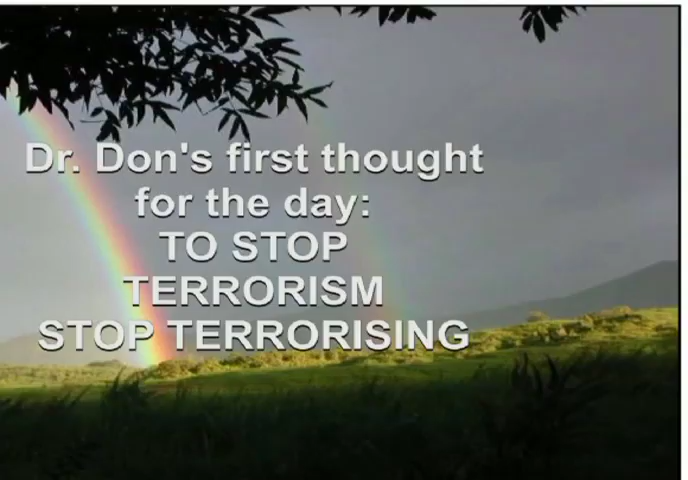 Dr. Don's first thought
for the day:
TO STOP
TERRORISM
STOP TERRORISING